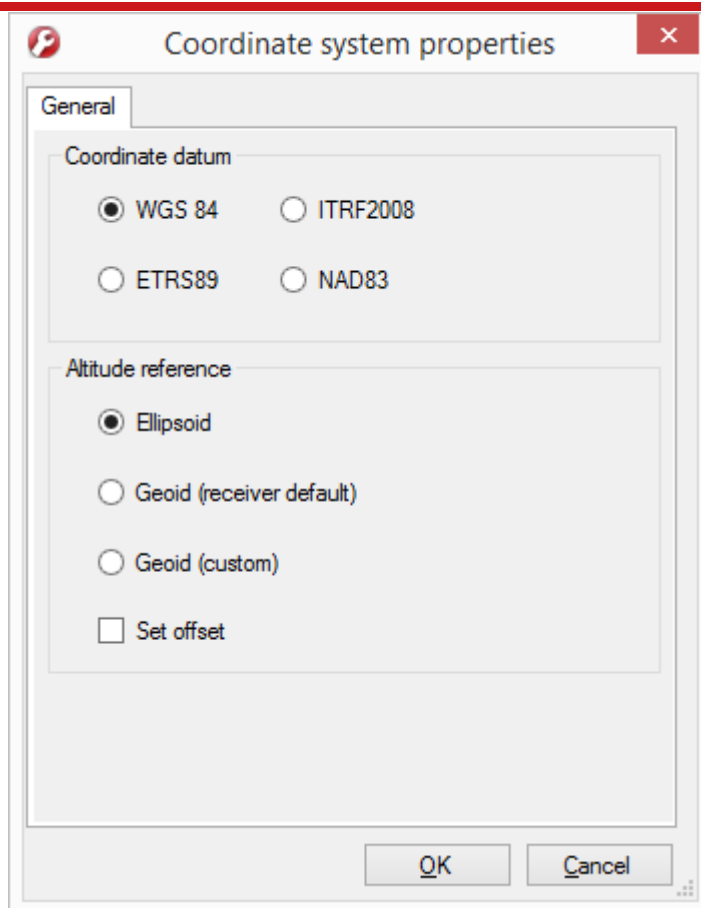 Coordinate system properties
General
Coordinate datum
WGS 84 ITRF2008
ETRS89 NAD83
Altitude reference
Ellipsoid
Geoid (receiver default)
Geoid (custom)
Set offset
OK Cancel